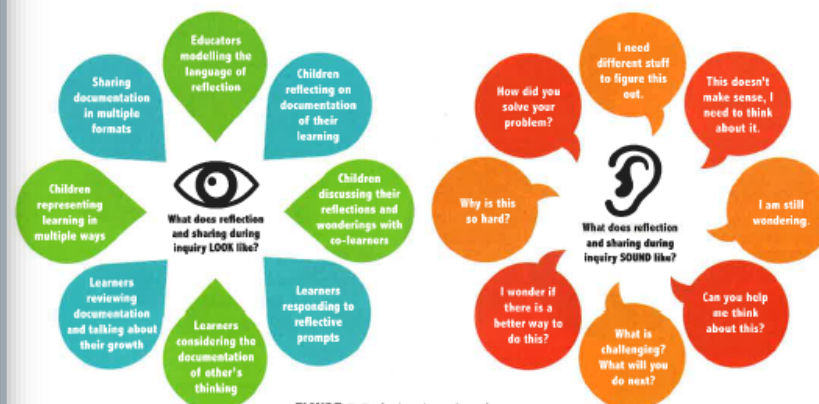 Educators
modelling the
language of
reflection
Children
reflecting on
documentation
of their
learning
Children
discussing their
reflections and
wonderings with
co-learners
Learners
responding to
reflective
prompts
Learners
considering the
documentation
of other's
thinking
Learners
reviewing
documentation
and talking about
their growth
Children
representing
learning in
multiple ways
Sharing
documentation
in multiple
formats
What does reflection
and sharing during
inquiry LOOK like?
I need
different stuff
to figure this
out.
This doesn't
make sense, I
need to think
about it.
I am still
wondering.
Can you help
me think
about this?
What is
challenging?
What will you
do next?
I wonder if
there is a
better way to
do this?
Why is this
so hard?
How did you
solve your
problem?
What does reflection
and sharing during
inquiry SOUND like?